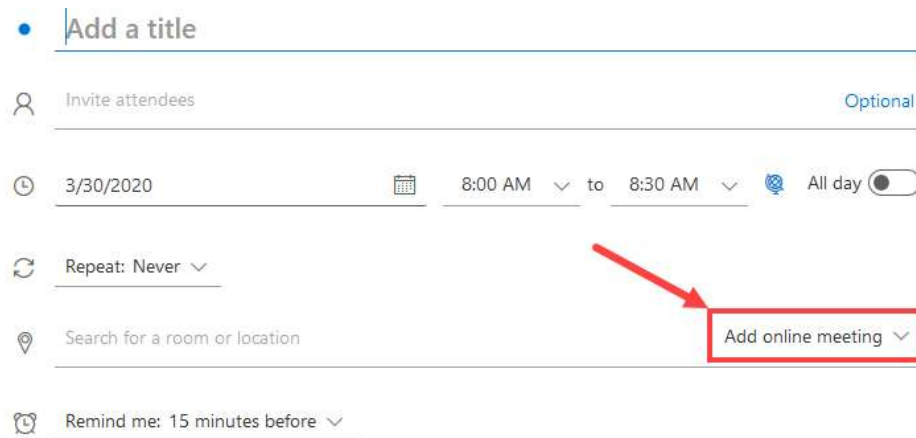 Add a title
Invite attendees Optional
3/30/2020 8:00 AM to 8:30 AM All day
Repeat: Never
Search for a room or location Add online meeting
Remind me: 15 minutes before